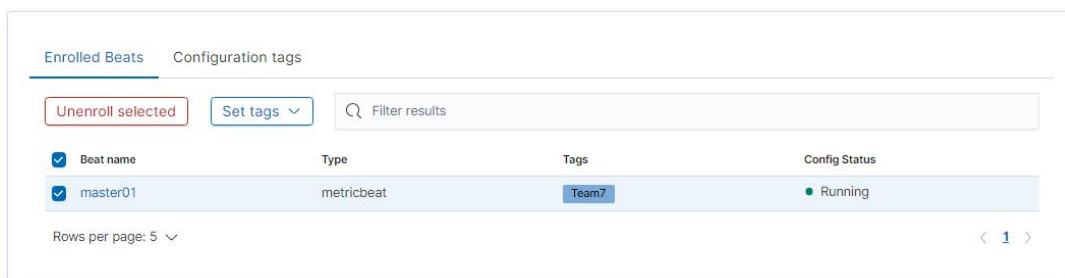 Enrolled Beats Configuration tags
Unenroll selected Set tags Filter results
Beat name Type Tags Config Status
master01 metricbeat Team7 Running
Rows per page: 5 1